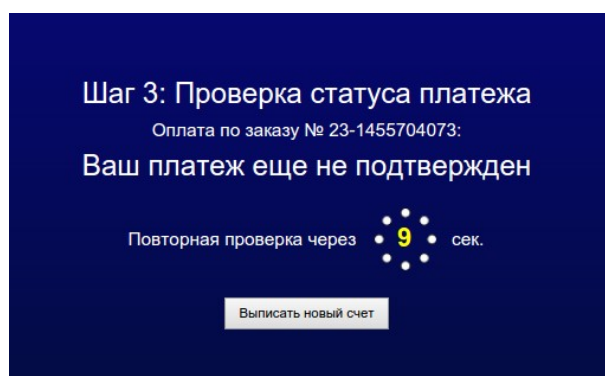 Шаг 3: Проверка статуса платежа
Оплата по заказу № 23-1455704073:
Ваш платеж еще не подтвержден
Повторная проверка через 9 сек.
Выписать новый счет